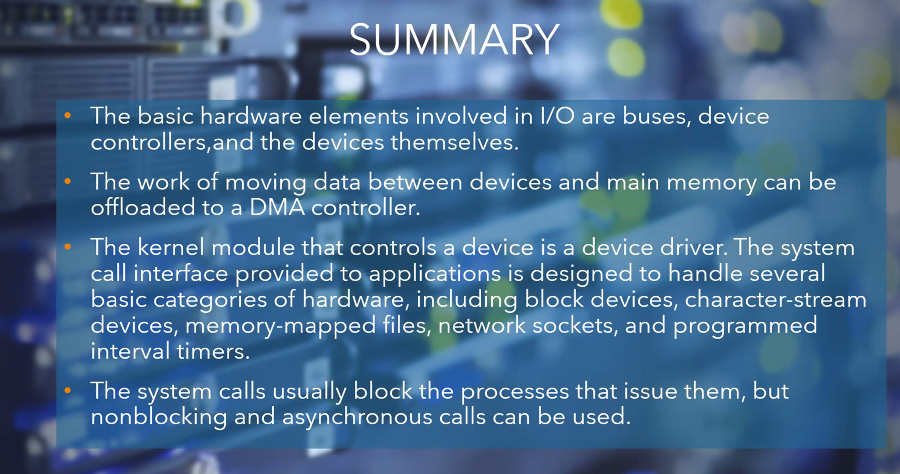 SUMMARY
• The basic hardware elements involved in I/O are buses, device
controllers,and the devices themselves.
• The work of moving data between devices and main memory can be
offloaded to a DMA controller.
• The kernel module that controls a device is a device driver. The system
call interface provided to applications is designed to handle several
basic categories of hardware, including block devices, character-stream
devices, memory-mapped files, network sockets, and programmed
interval timers.
• The system calls usually block the processes that issue them, but
nonblocking and asynchronous calls can be used.